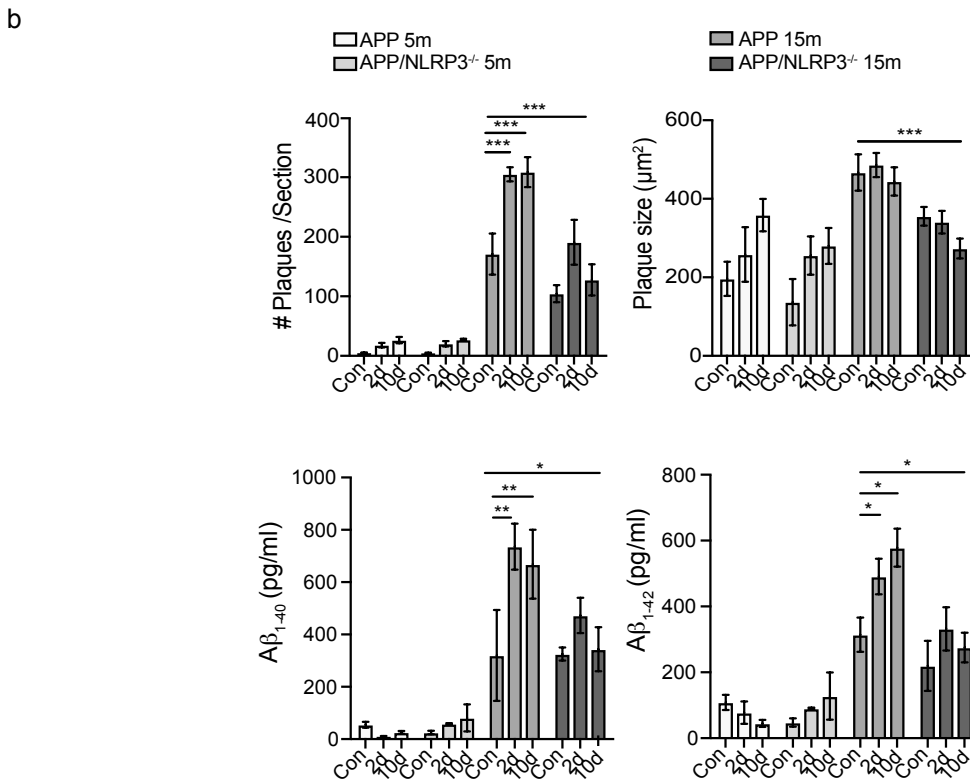 b
APP 5m
APP/NLRP3-/- 5m
APP 15m
APP/NLRP3-/- 15m
# Plaques /Section
400
300
200
100
0
***
***
***
Con 2d 10d Con 2d 10d Con 2d 10d Con 2d 10d
Plaque size (µm²)
600
400
200
0
***
Con 2d 10d Con 2d 10d Con 2d 10d Con 2d 10d
Aβ1-40 (pg/ml)
1000
800
600
400
200
0
*
**
**
Con 2d 10d Con 2d 10d Con 2d 10d Con 2d 10d
Aβ1-42 (pg/ml)
800
600
400
200
0
*
*
*
Con 2d 10d Con 2d 10d Con 2d 10d Con 2d 10d